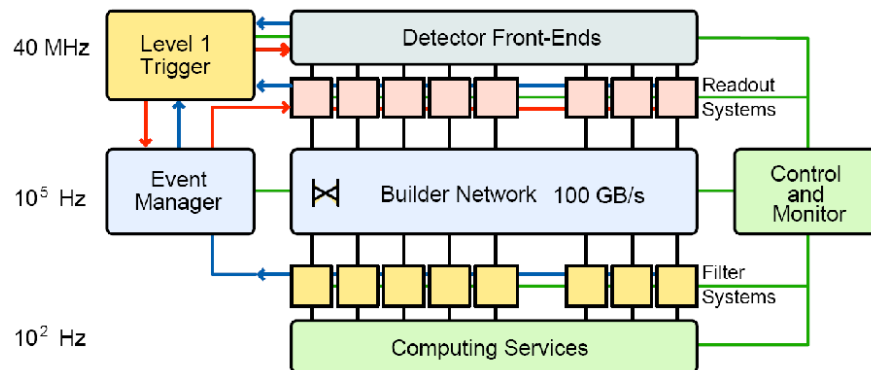 40 MHz
Level 1
Trigger
Detector Front-Ends
Readout
Systems
10⁵ Hz
Event
Manager
Builder Network 100 GB/s
Control
and
Monitor
Filter
Systems
10² Hz
Computing Services